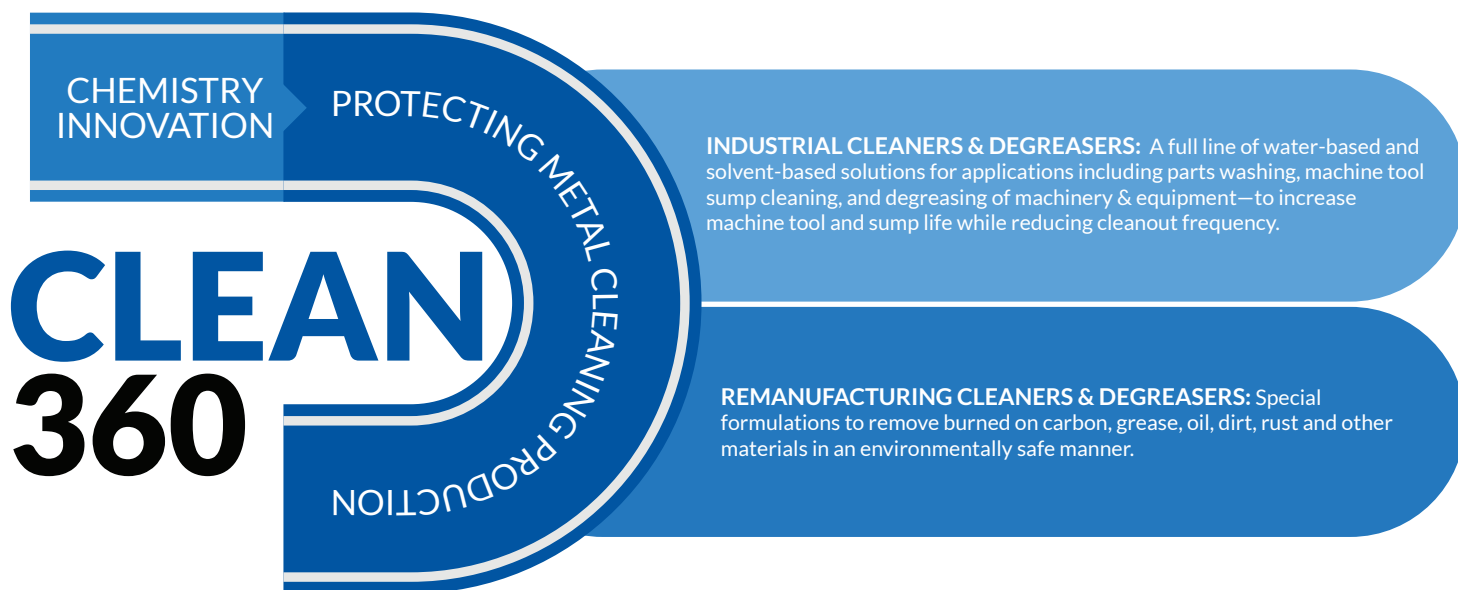 CHEMISTRY
INNOVATION
PROTECTING METAL CLEANING PRODUCTION
CLEAN
360
INDUSTRIAL CLEANERS & DEGREASERS: A full line of water-based and
solvent-based solutions for applications including parts washing, machine tool
sump cleaning, and degreasing of machinery & equipment—to increase
machine tool and sump life while reducing cleanout frequency.
REMANUFACTURING CLEANERS & DEGREASERS: Special
formulations to remove burned on carbon, grease, oil, dirt, rust and other
materials in an environmentally safe manner.